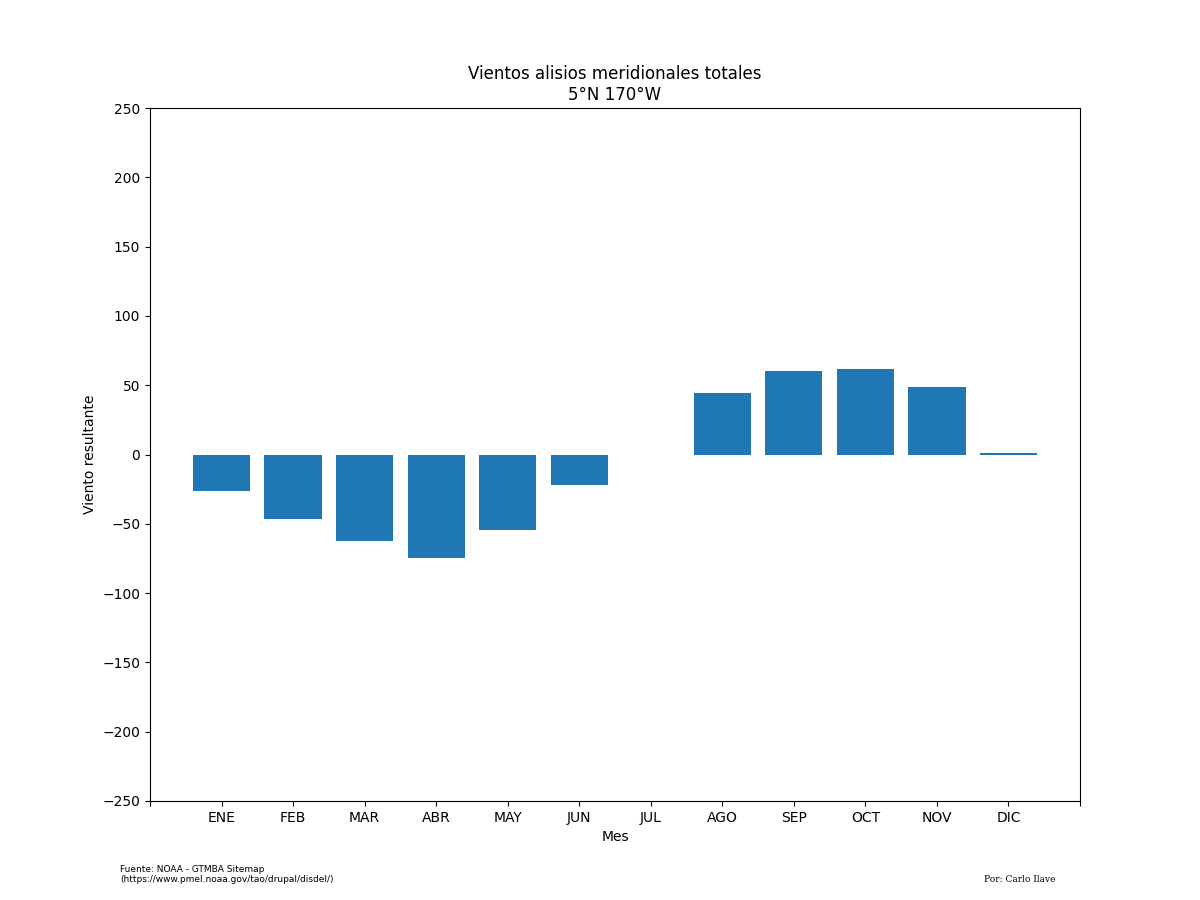 Vientos alisios meridionales totales
5°N 170°W
250
200
150
100
50
0
−50
−100
−150
−200
−250
Viento resultante
ENE FEB MAR ABR MAY JUN JUL AGO SEP OCT NOV DIC
Mes
Fuente: NOAA - GTMBA Sitemap
(https://www.pmel.noaa.gov/tao/drupal/disdel/)
Por: Carlo Ilave